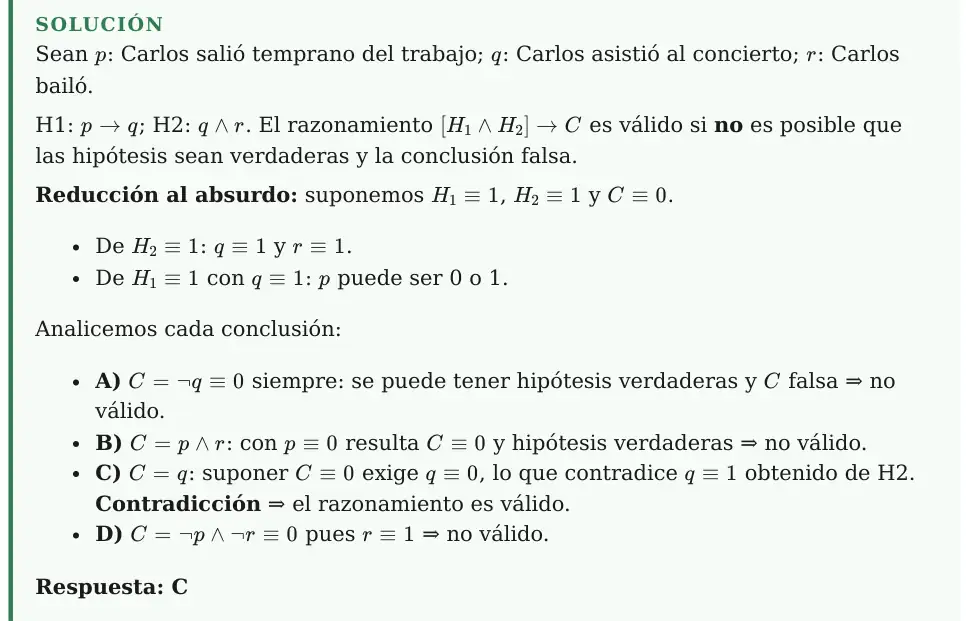 SOLUCIÓN
Sean p: Carlos salió temprano del trabajo; q: Carlos asistió al concierto; r: Carlos
bailó.
H1: p → q; H2: q ∧ r. El razonamiento [H₁ ∧ H₂] → C es válido si no es posible que
las hipótesis sean verdaderas y la conclusión falsa.
Reducción al absurdo: suponemos H₁ ≡ 1, H₂ ≡ 1 y C ≡ 0.
• De H₂ ≡ 1: q ≡ 1 y r ≡ 1.
• De H₁ ≡ 1 con q ≡ 1: p puede ser 0 o 1.
Analicemos cada conclusión:
• A) C = ¬q ≡ 0 siempre: se puede tener hipótesis verdaderas y C falsa ⇒ no
válido.
• B) C = p ∧ r: con p ≡ 0 resulta C ≡ 0 y hipótesis verdaderas ⇒ no válido.
• C) C = q: suponer C ≡ 0 exige q ≡ 0, lo que contradice q ≡ 1 obtenido de H2.
Contradicción ⇒ el razonamiento es válido.
• D) C = ¬p ∧ ¬r ≡ 0 pues r ≡ 1 ⇒ no válido.
Respuesta: C